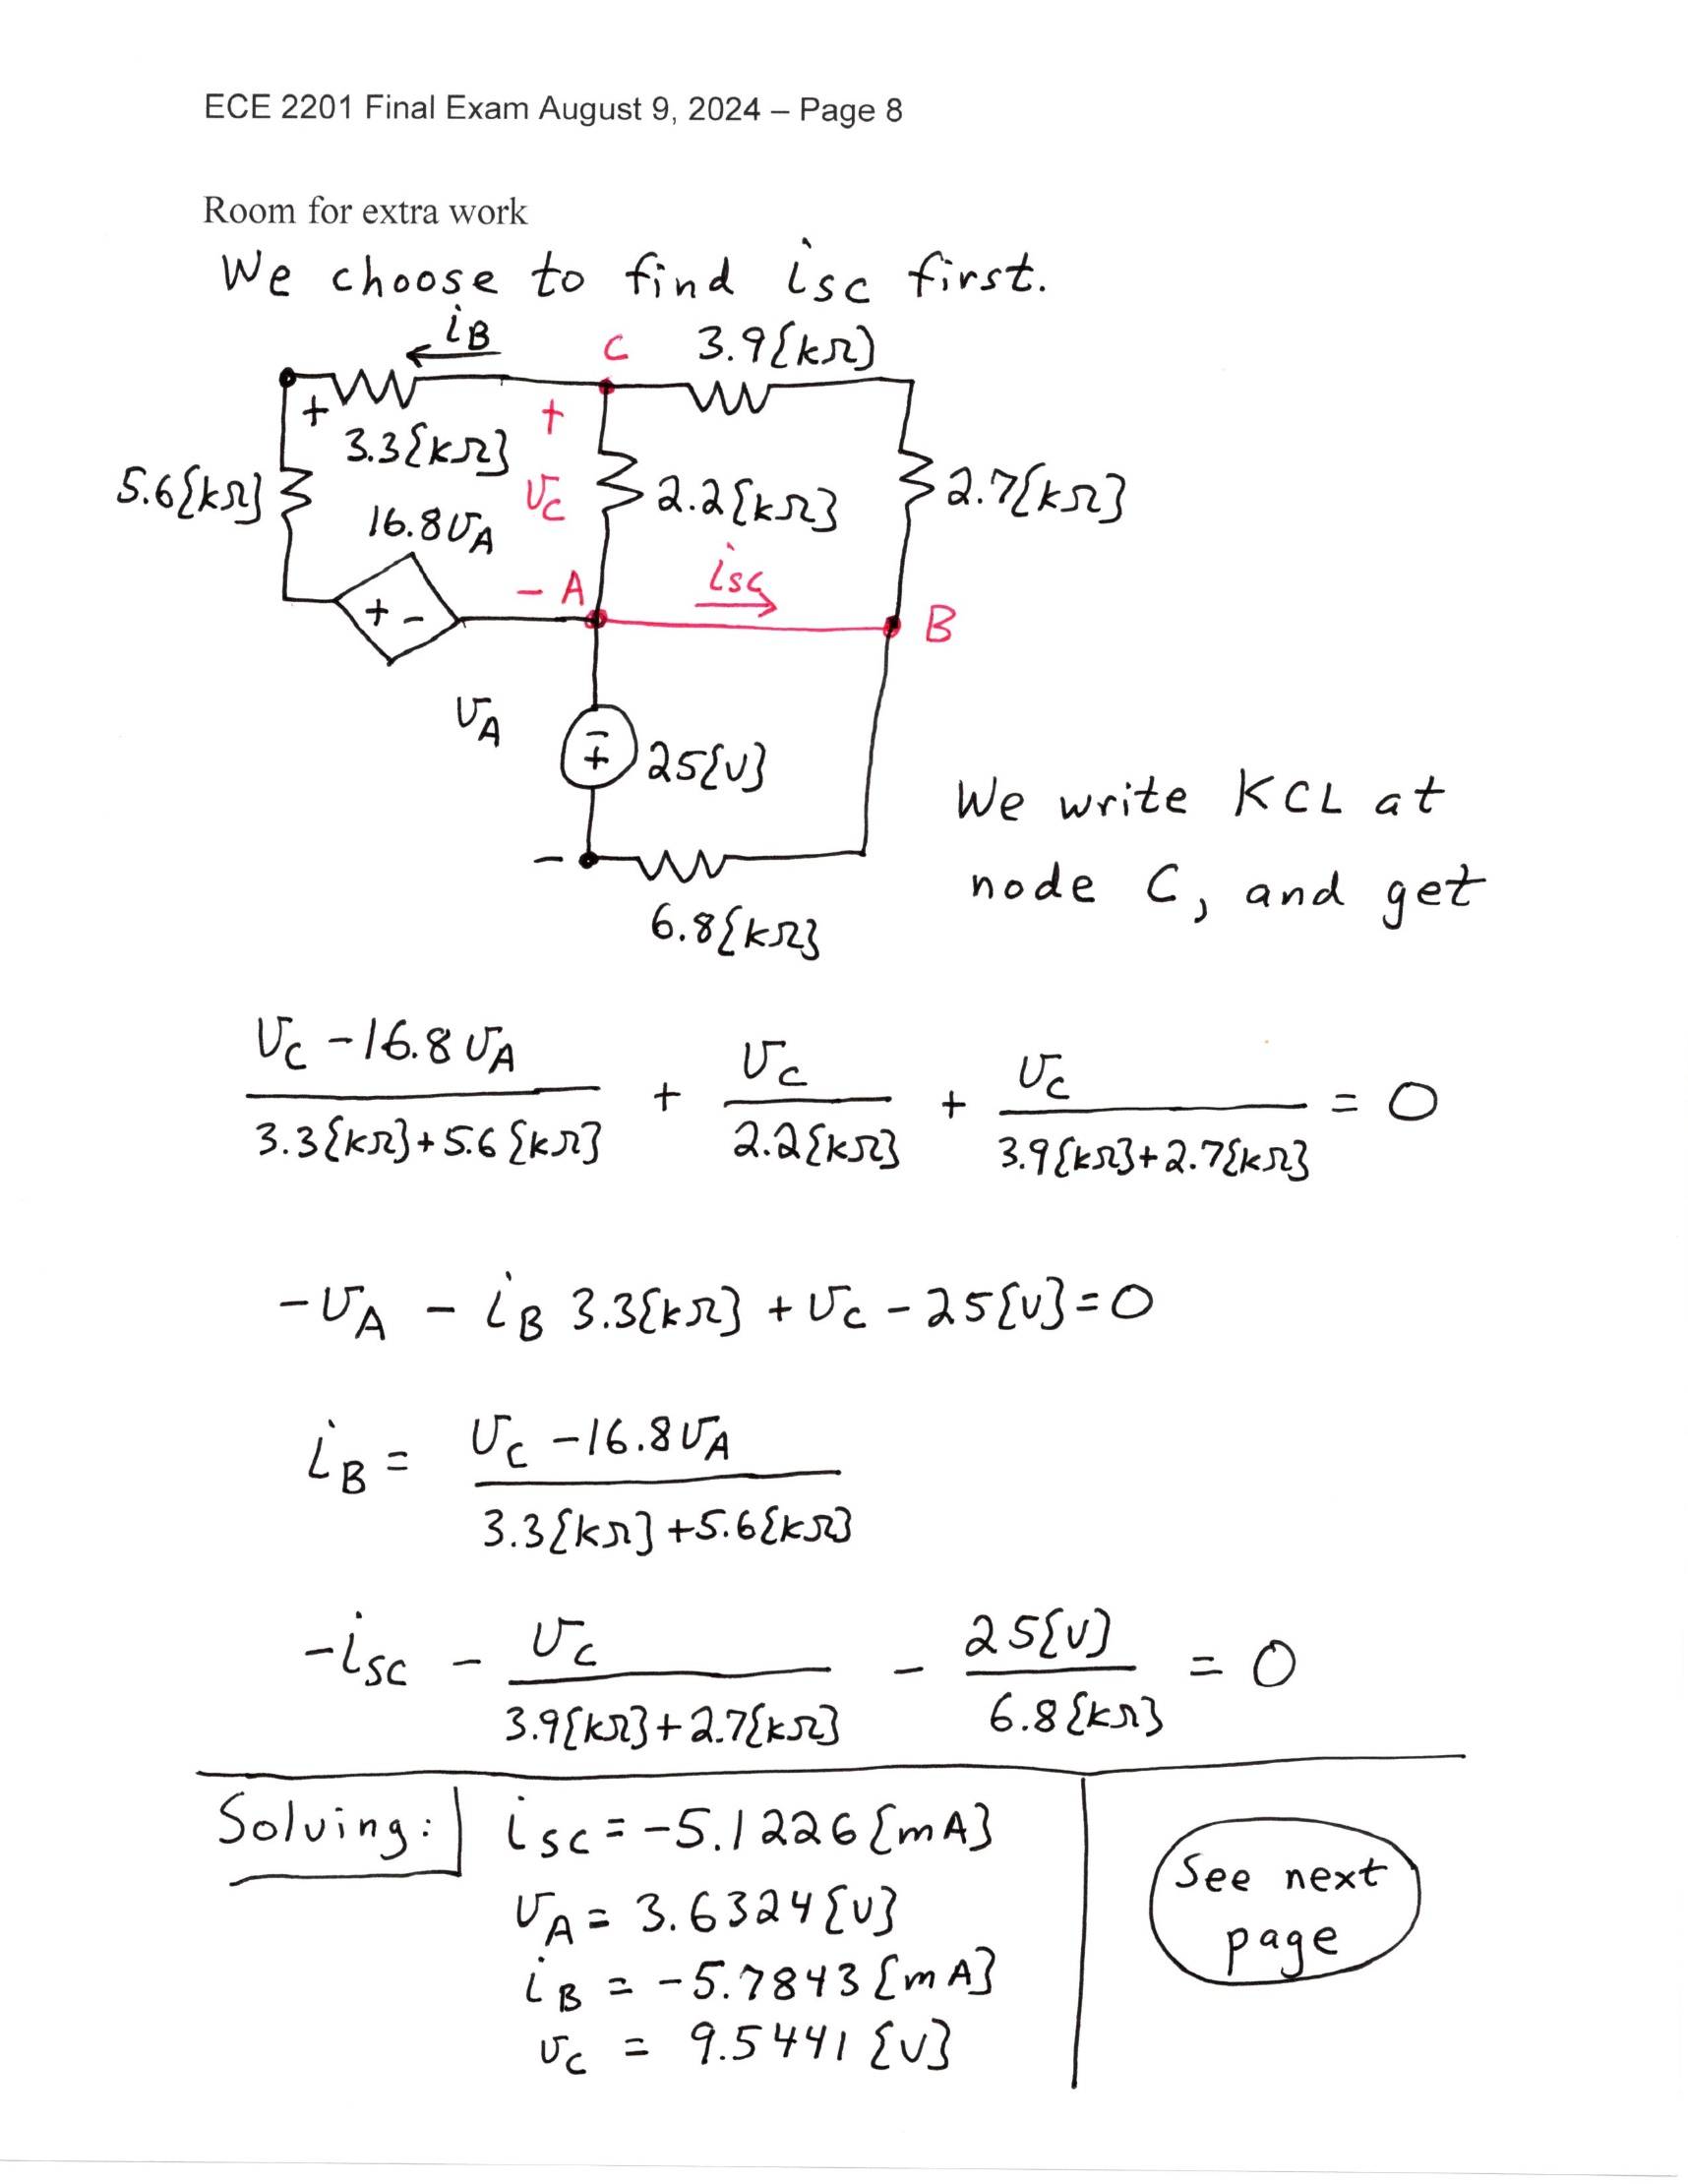 ECE 2201 Final Exam August 9, 2024 – Page 8
Room for extra work
We choose to find isc first.
iB
C
3.9{kΩ}
+
3.3{kΩ}
+
5.6{kΩ}
vC
2.2{kΩ}
2.7{kΩ}
16.8vA
- A
isc
B
+ -
vA
- +
25{V}
-
6.8{kΩ}
We write KCL at
node C, and get
vC - 16.8vA / 3.3{kΩ}+5.6{kΩ} + vC / 2.2{kΩ} + vC / 3.9{kΩ}+2.7{kΩ} = 0
-vA - iB 3.3{kΩ} + vC - 25{V} = 0
iB = vC - 16.8vA / 3.3{kΩ}+5.6{kΩ}
-isc - vC / 3.9{kΩ}+2.7{kΩ} - 25{V} / 6.8{kΩ} = 0
Solving: isc = -5.1226{mA}
vA = 3.6324{V}
iB = -5.7843{mA}
vC = 9.5441{V}
See next
page